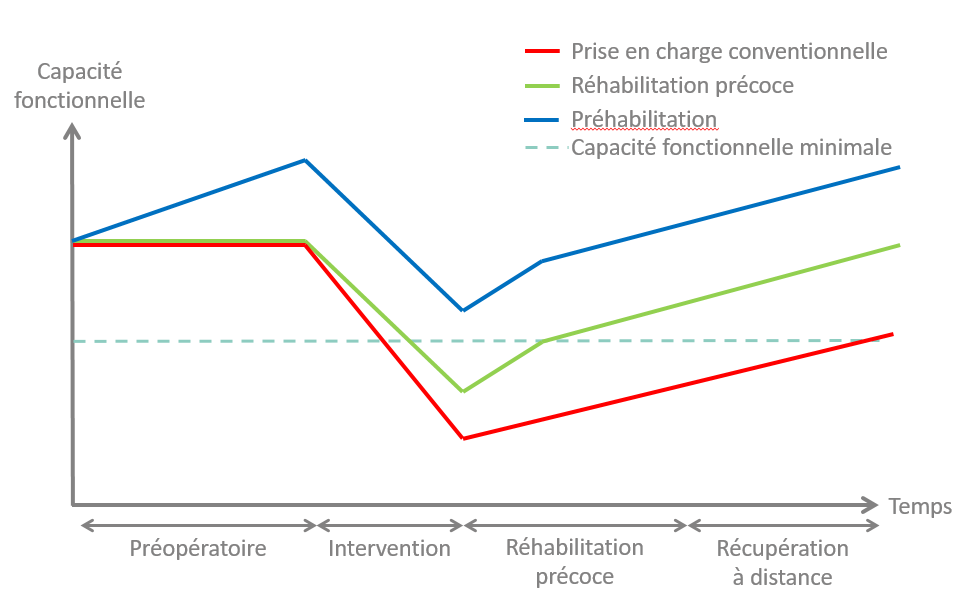 Capacité
fonctionnelle
Prise en charge conventionnelle
Réhabilitation précoce
Préhabilitation
Capacité fonctionnelle minimale
Temps
Préopératoire
Intervention
Réhabilitation
précoce
Récupération
à distance